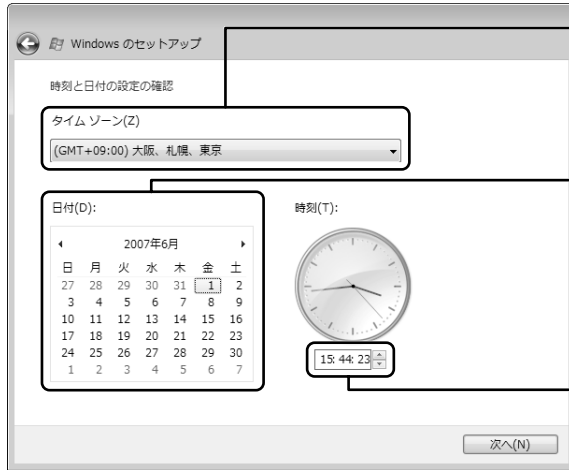 Windows のセットアップ
時刻と日付の設定の確認
タイム ゾーン(Z)
(GMT+09:00) 大阪、札幌、東京
日付(D):
時刻(T):
2007年6月
日 月 火 水 木 金 土
27 28 29 30 31 1 2
3 4 5 6 7 8 9
10 11 12 13 14 15 16
17 18 19 20 21 22 23
24 25 26 27 28 29 30
1 2 3 4 5 6 7
15: 44: 23
次へ(N)